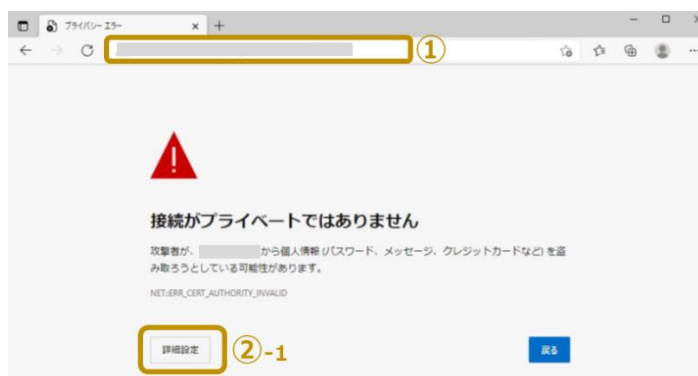 プライバシー エラー
①
接続がプライベートではありません
攻撃者が、 から個人情報 (パスワード、メッセージ、クレジットカードなど) を盗
み取ろうとしている可能性があります。
NET::ERR_CERT_AUTHORITY_INVALID
詳細設定
②-1
戻る